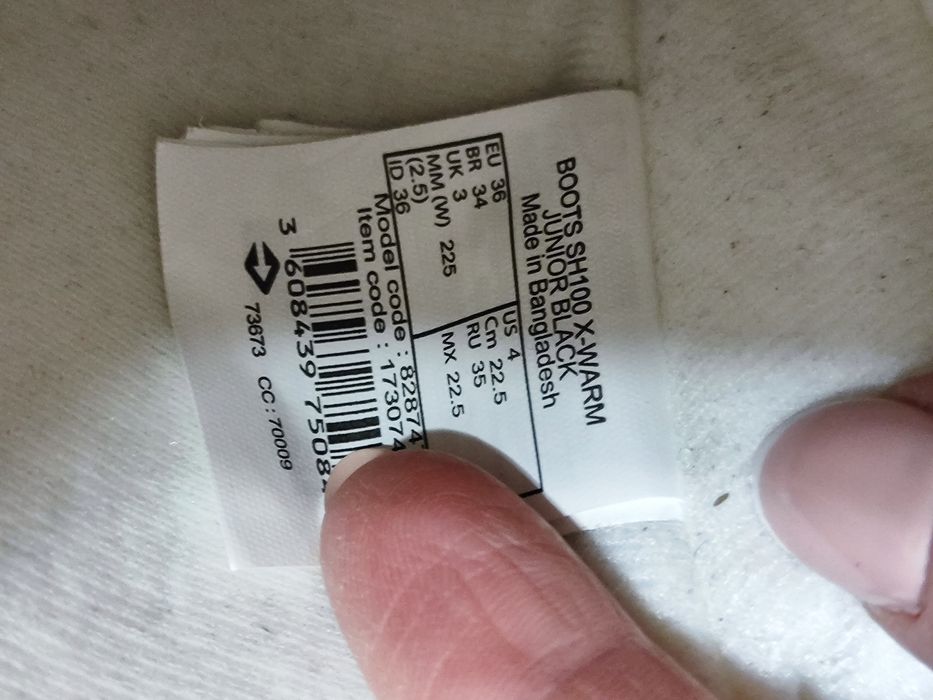 BOOTS SH100 X-WARM
JUNIOR BLACK
Made in Bangladesh
EU 36
BR 34
UK 3
MM (W) 225
(2.5)
ID 36
US 4
Cm 22.5
RU 35
MX 22.5
Model code : 82874
Item code : 173074
3 608439 7508
73673 CC:70009